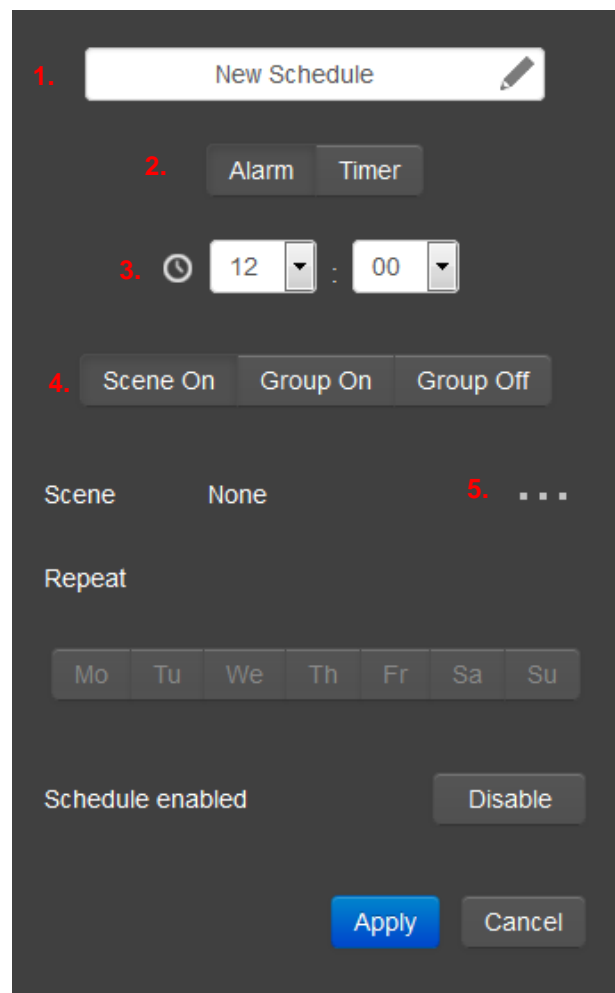 1. New Schedule
2. Alarm Timer
3. 12 : 00
4. Scene On Group On Group Off
Scene None 5. ...
Repeat
Mo Tu We Th Fr Sa Su
Schedule enabled Disable
Apply Cancel